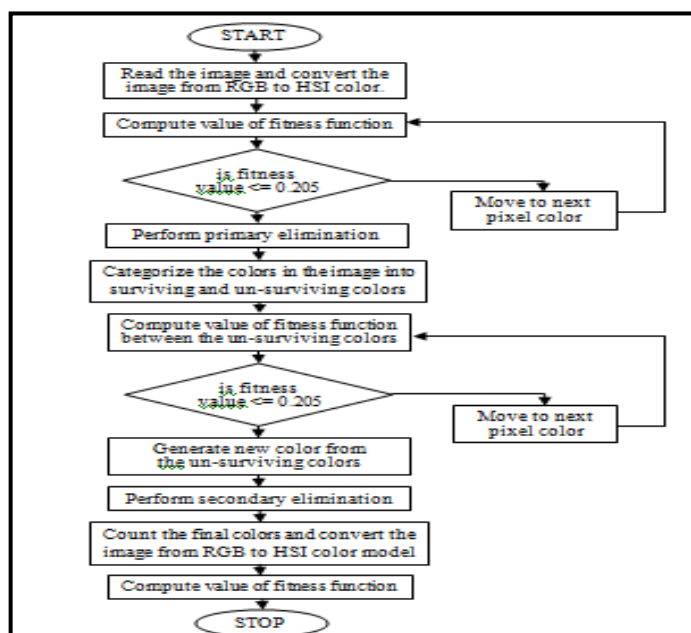 START
Read the image and convert the
image from RGB to HSI color.
Compute value of fitness function
is fitness
value <= 0.205
Move to next
pixel color
Perform primary elimination
Categorize the colors in the image into
surviving and un-surviving colors
Compute value of fitness function
between the un-surviving colors
is fitness
value <= 0.205
Move to next
pixel color
Generate new color from
the un-surviving colors
Perform secondary elimination
Count the final colors and convert the
image from RGB to HSI color model
Compute value of fitness function
STOP